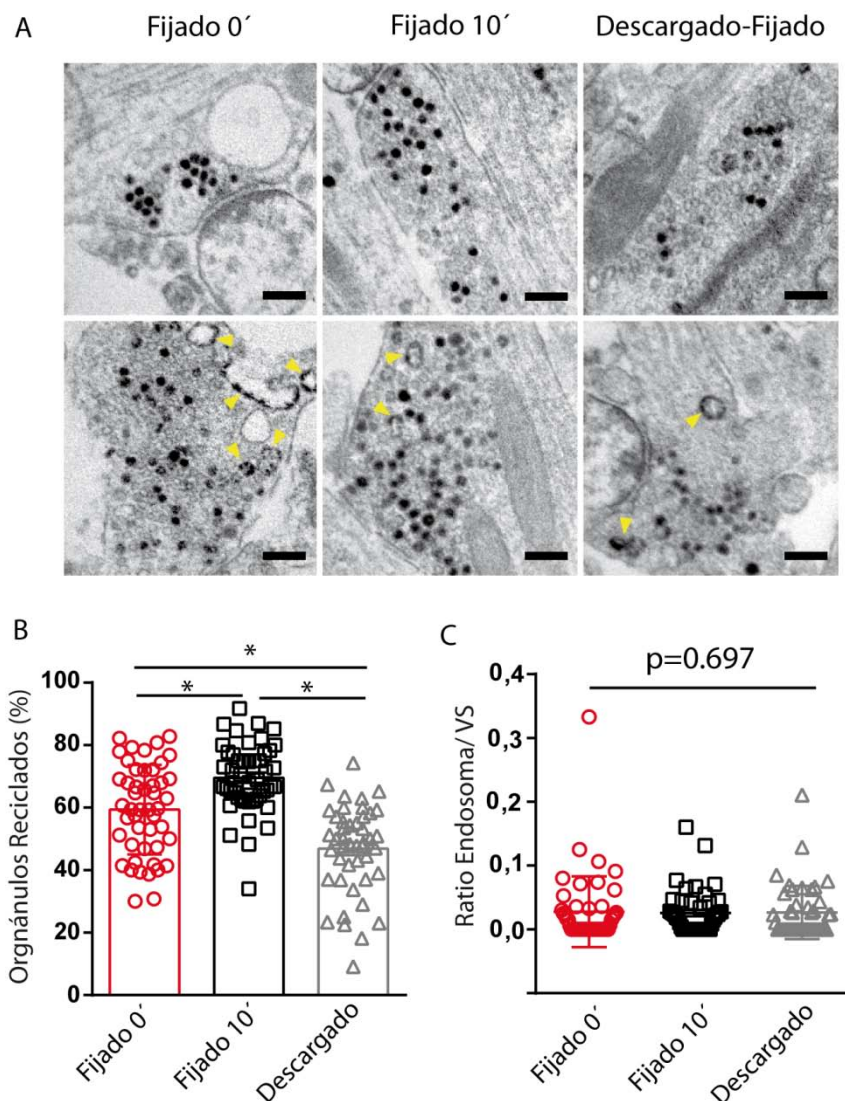 A
Fijado 0´
Fijado 10´
Descargado-Fijado
B
Orgnánulos Reciclados (%)
100
80
60
40
20
0
*
*
*
Fijado 0´
Fijado 10´
Descargado
C
Ratio Endosoma/ VS
0,4
0,3
0,2
0,1
0,0
p=0.697
Fijado 0´
Fijado 10´
Descargado